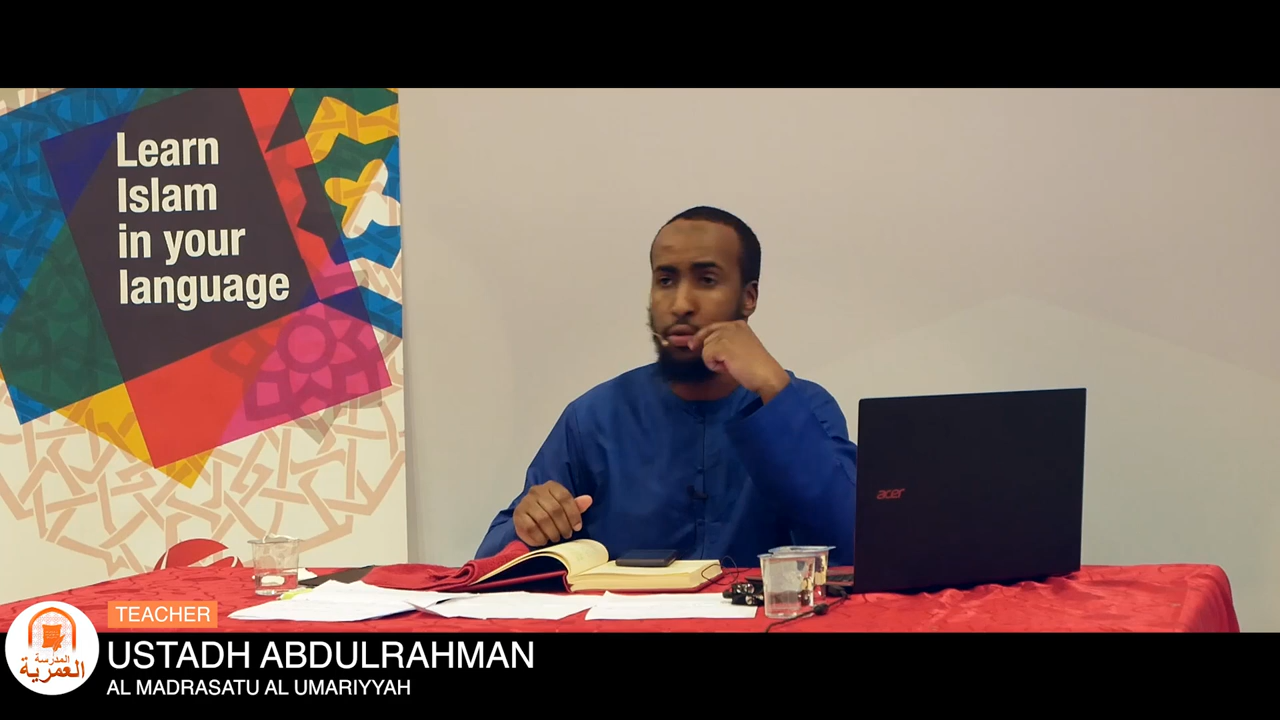 Learn
Islam
in your
language
acer
TEACHER
المدرسة
العمرية
USTADH ABDULRAHMAN
AL MADRASATU AL UMARIYYAH